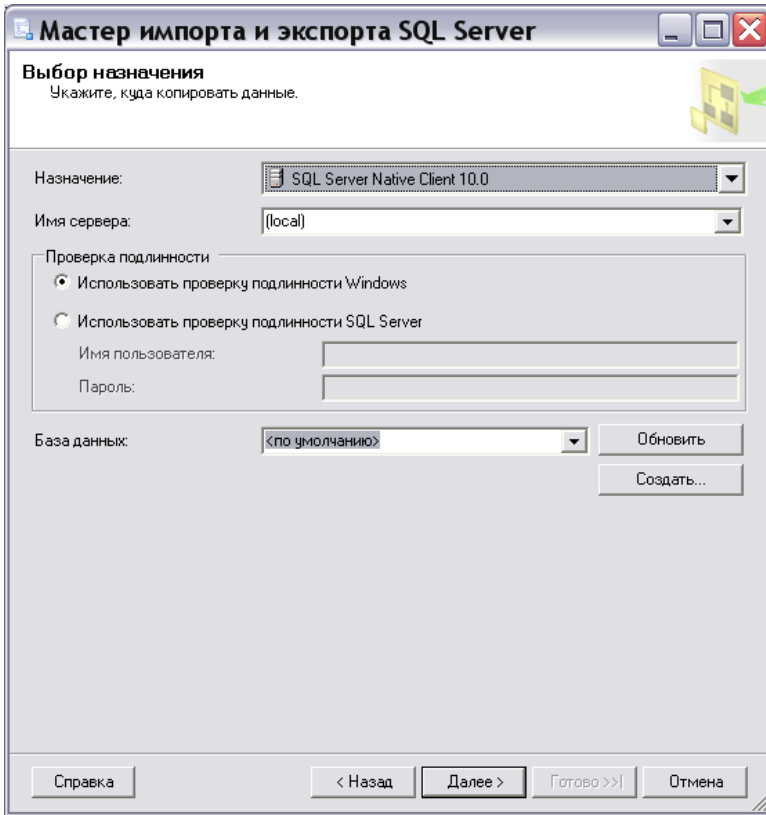 Мастер импорта и экспорта SQL Server
Выбор назначения
Укажите, куда копировать данные.
Назначение:
SQL Server Native Client 10.0
Имя сервера:
(local)
Проверка подлинности
Использовать проверку подлинности Windows
Использовать проверку подлинности SQL Server
Имя пользователя:
Пароль:
База данных:
<по умолчанию>
Обновить
Создать...
Справка
< Назад
Далее >
Готово >>|
Отмена